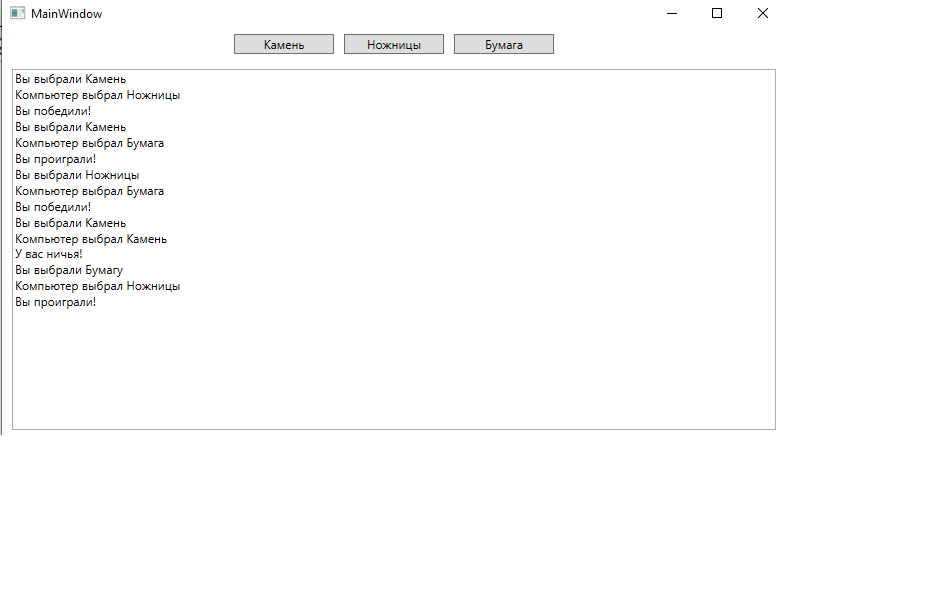 MainWindow
Камень Ножницы Бумага
Вы выбрали Камень
Компьютер выбрал Ножницы
Вы победили!
Вы выбрали Камень
Компьютер выбрал Бумага
Вы проиграли!
Вы выбрали Ножницы
Компьютер выбрал Бумага
Вы победили!
Вы выбрали Камень
Компьютер выбрал Камень
У вас ничья!
Вы выбрали Бумагу
Компьютер выбрал Ножницы
Вы проиграли!